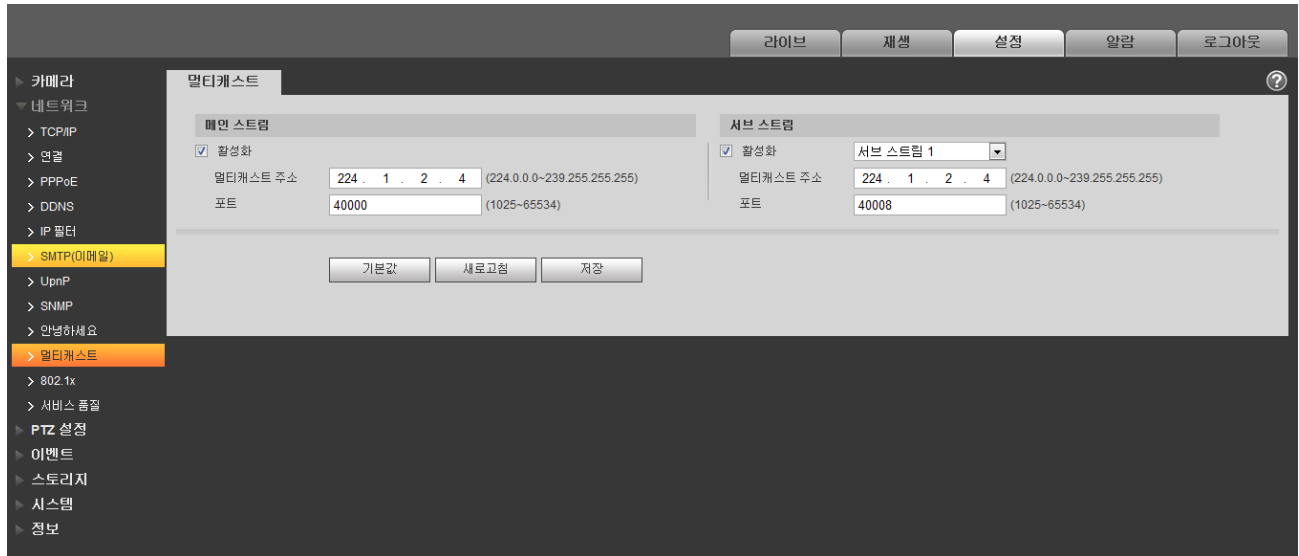 라이브 재생 설정 알람 로그아웃
카메라
네트워크
TCP/IP
연결
PPPoE
DDNS
IP 필터
SMTP(이메일)
UpnP
SNMP
안녕하세요
멀티캐스트
802.1x
서비스 품질
PTZ 설정
이벤트
스토리지
시스템
정보
멀티캐스트 ?
메인 스트림
활성화
멀티캐스트 주소 224 . 1 . 2 . 4 (224.0.0.0~239.255.255.255)
포트 40000 (1025~65534)
서브 스트림
활성화 서브 스트림 1
멀티캐스트 주소 224 . 1 . 2 . 4 (224.0.0.0~239.255.255.255)
포트 40008 (1025~65534)
기본값 새로고침 저장